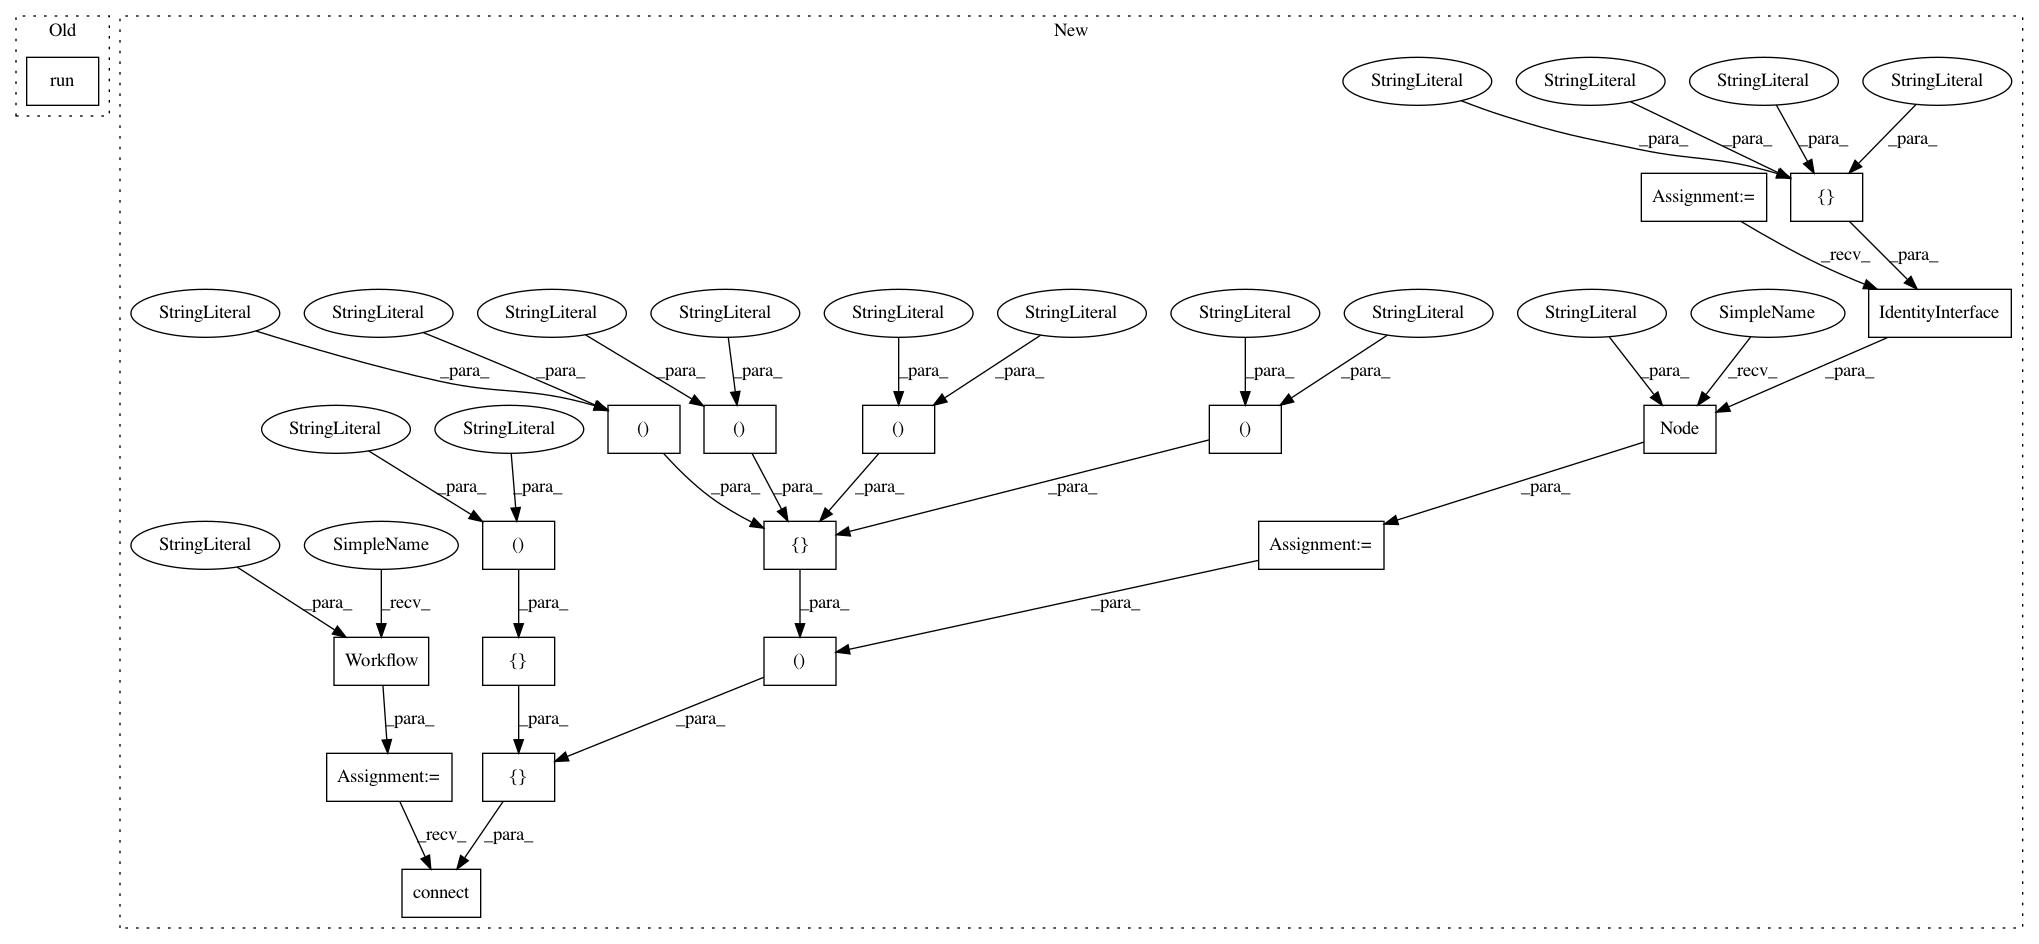 Old
New
run
StringLiteral
StringLiteral
StringLiteral
StringLiteral
_para_
_para_
_para_
_para_
Assignment:=
{}
_recv_
_para_
StringLiteral
StringLiteral
StringLiteral
StringLiteral
StringLiteral
StringLiteral
StringLiteral
StringLiteral
StringLiteral
SimpleName
IdentityInterface
_para_
_para_
_para_
_para_
_para_
_para_
_para_
_para_
_para_
_recv_
_para_
StringLiteral
StringLiteral
()
()
()
()
Node
_para_
_para_
_para_
_para_
_para_
_para_
_para_
StringLiteral
SimpleName
()
{}
Assignment:=
_para_
_recv_
_para_
_para_
_para_
Workflow
{}
()
_para_
_para_
_para_
Assignment:=
{}
_recv_
_para_
connect